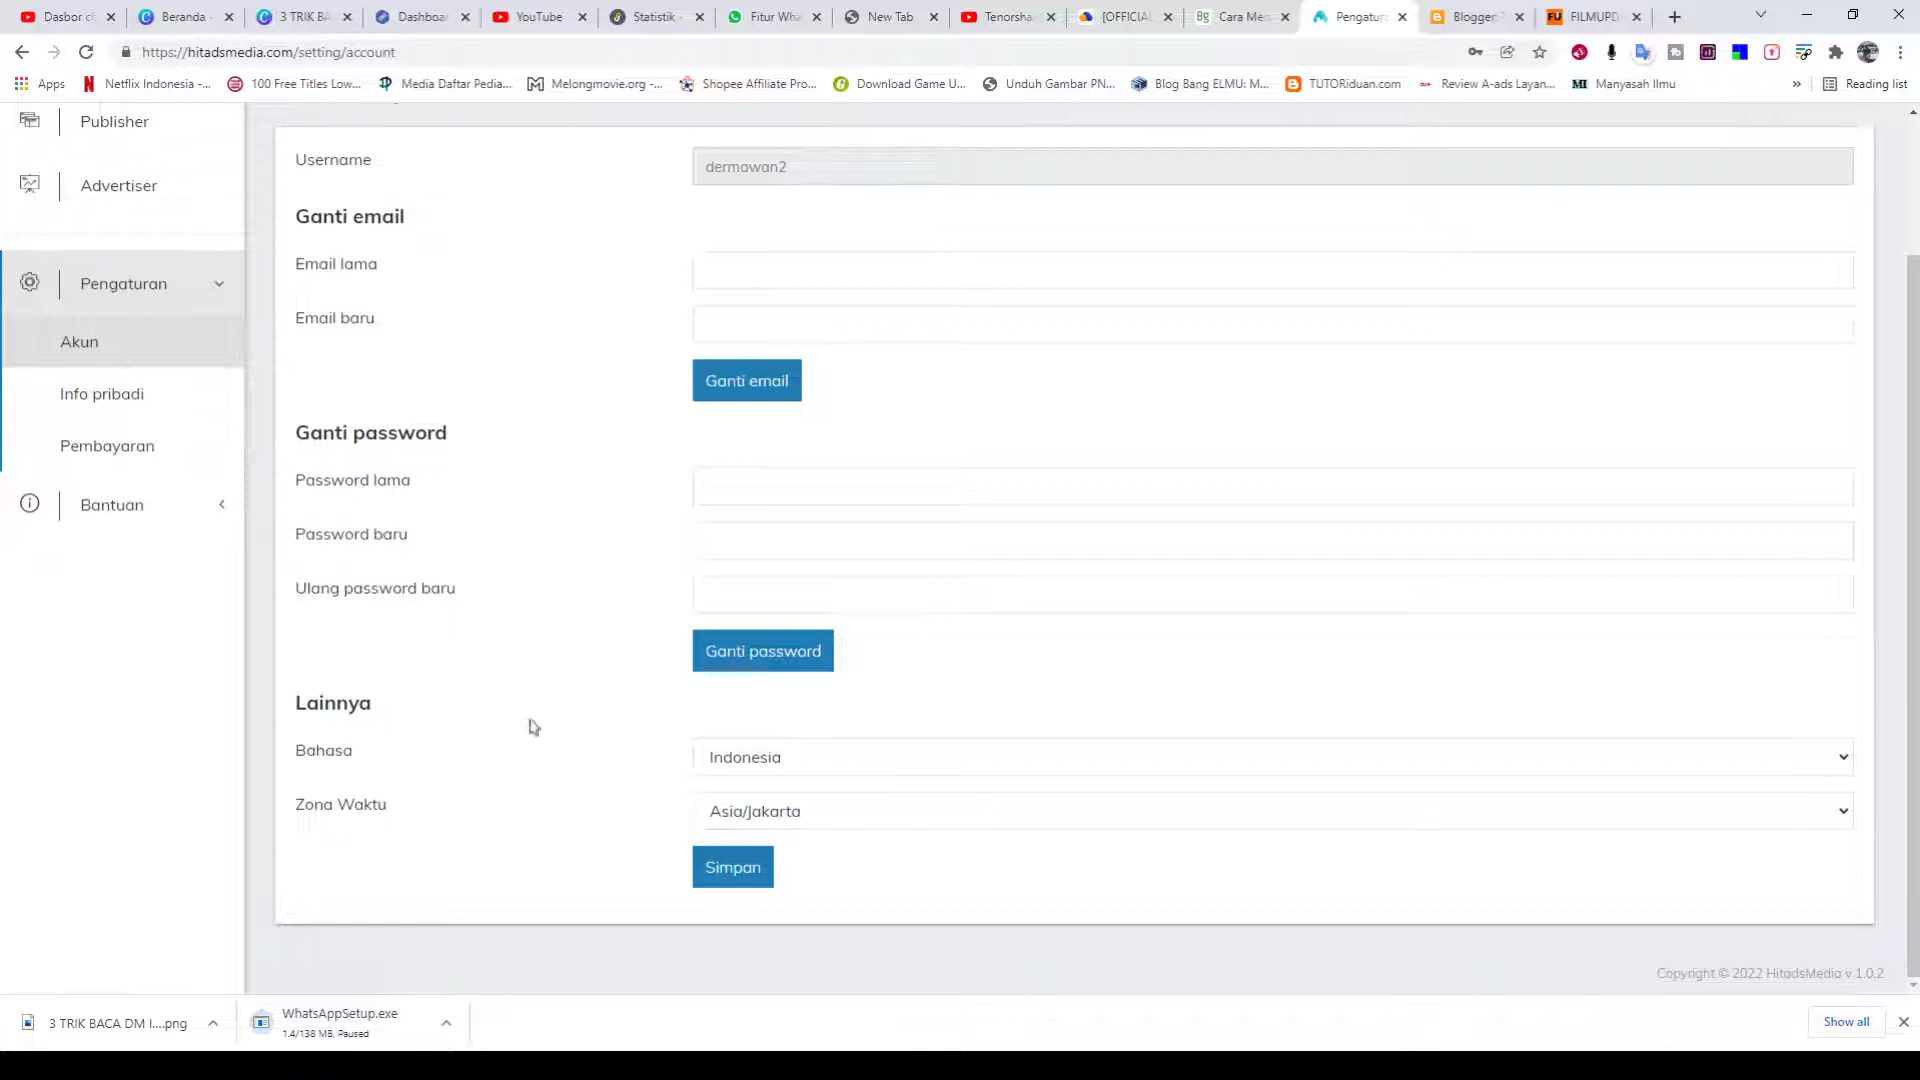 Dasbor cl
Beranda -
3 TRIK BA
Dashboa
YouTube
Statistik -
Fitur Wha
New Tab
Tenorsha
[OFFICIAL
Cara Men
Pengatura
Blogger:
FILMUPD
https://hitadsmedia.com/setting/account
Apps
Netflix Indonesia -...
100 Free Titles Low...
Media Daftar Pedia...
Melongmovie.org -...
Shopee Affiliate Pro...
Download Game U...
Unduh Gambar PN...
Blog Bang ELMU: M...
TUTORiduan.com
Review A-ads Layan...
Manyasah Ilmu
»
Reading list
Publisher
Advertiser
Pengaturan
Akun
Info pribadi
Pembayaran
Bantuan
Username
dermawan2
Ganti email
Email lama
Email baru
Ganti email
Ganti password
Password lama
Password baru
Ulang password baru
Ganti password
Lainnya
Bahasa
Indonesia
Zona Waktu
Asia/Jakarta
Simpan
Copyright © 2022 HitadsMedia v 1.0.2
3 TRIK BACA DM I....png
WhatsAppSetup.exe
1.4/138 MB, Paused
Show all